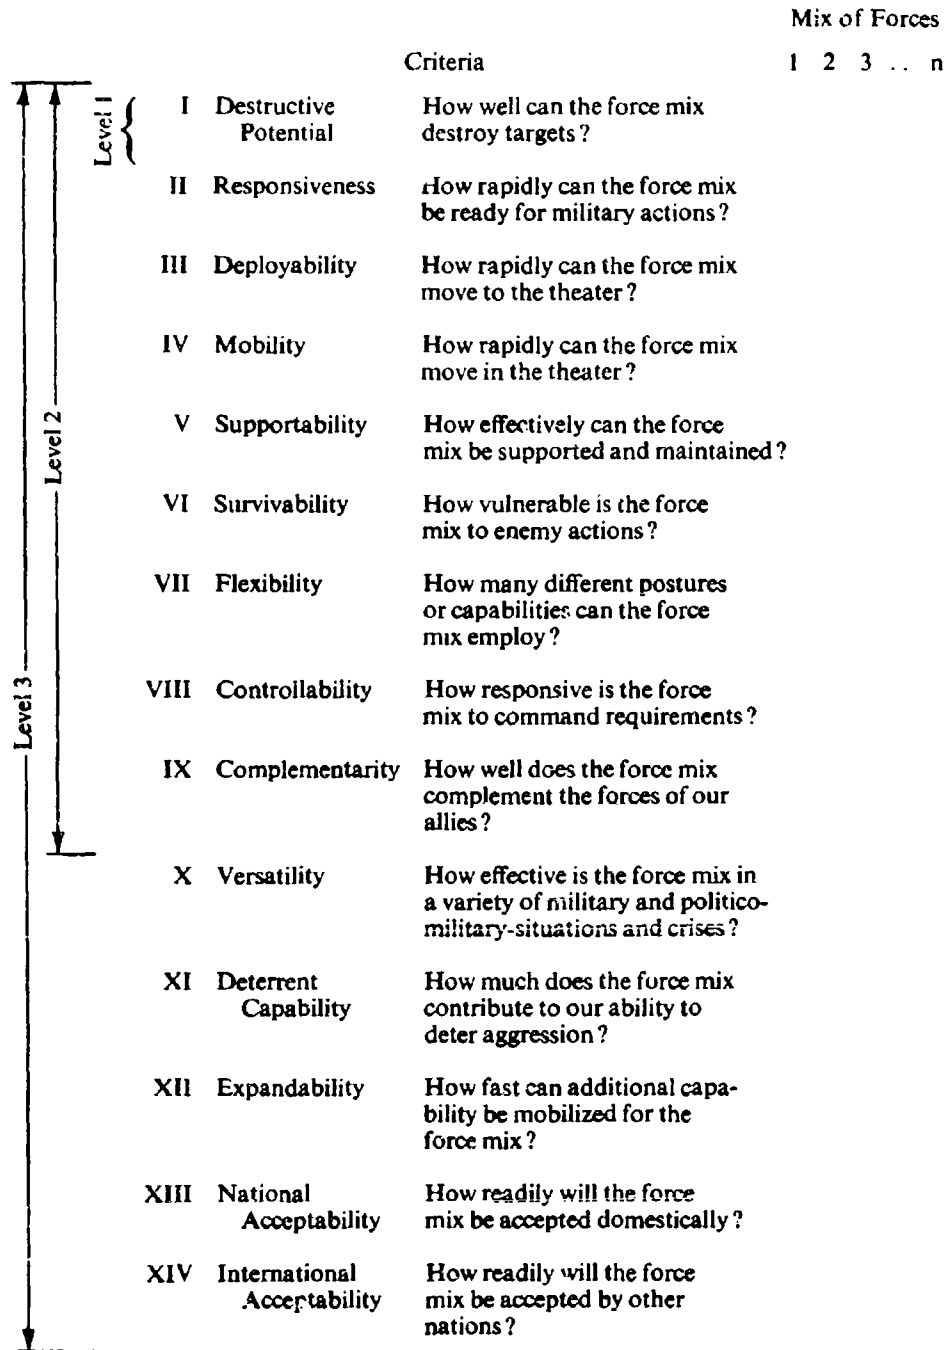 Mix of Forces
Criteria 1 2 3 .. n
Level 1
Level 2
Level 3
I Destructive How well can the force mix
Potential destroy targets?
II Responsiveness How rapidly can the force mix
be ready for military actions?
III Deployability How rapidly can the force mix
move to the theater?
IV Mobility How rapidly can the force mix
move in the theater?
V Supportability How effectively can the force
mix be supported and maintained?
VI Survivability How vulnerable is the force
mix to enemy actions?
VII Flexibility How many different postures
or capabilities can the force
mix employ?
VIII Controllability How responsive is the force
mix to command requirements?
IX Complementarity How well does the force mix
complement the forces of our
allies?
X Versatility How effective is the force mix in
a variety of military and politico-
military-situations and crises?
XI Deterrent How much does the force mix
Capability contribute to our ability to
deter aggression?
XII Expandability How fast can additional capa-
bility be mobilized for the
force mix?
XIII National How readily will the force
Acceptability mix be accepted domestically?
XIV International How readily will the force
Acceptability mix be accepted by other
nations?